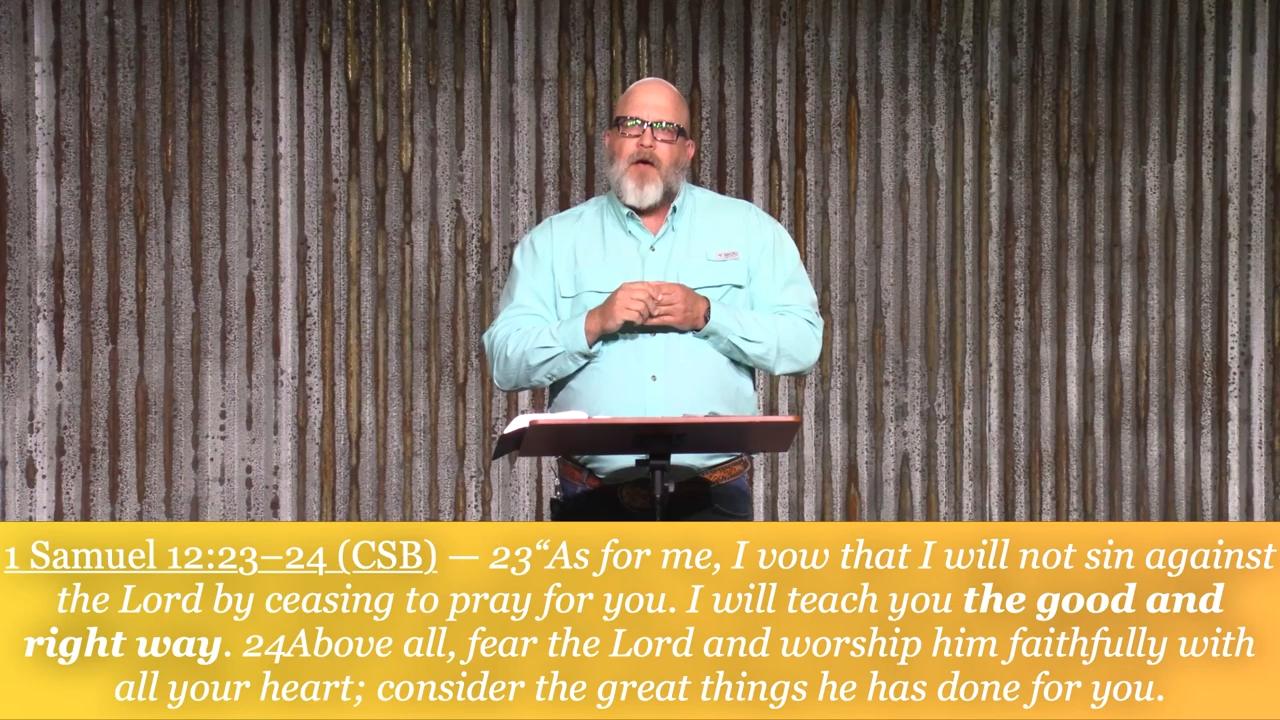 1 Samuel 12:23–24 (CSB) — 23“As for me, I vow that I will not sin against
the Lord by ceasing to pray for you. I will teach you the good and
right way. 24Above all, fear the Lord and worship him faithfully with
all your heart; consider the great things he has done for you.